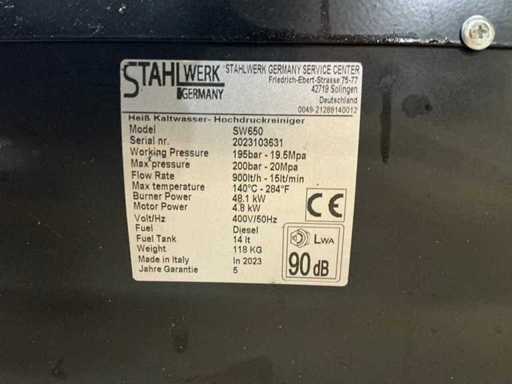 STAHLWERK
GERMANY
STAHLWERK GERMANY SERVICE CENTER
Friedrich-Ebert-Strasse 75-77
42719 Solingen
Deutschland
0049-21288140012
Heiß Kaltwasser- Hochdruckreiniger
Model SW650
Serial nr. 2023103631
Working Pressure 195bar - 19.5Mpa
Max pressure 200bar - 20Mpa
Flow Rate 900lt/h - 15lt/min
Max temperature 140°C - 284°F
Burner Power 48.1 kW
Motor Power 4.8 kW
Volt/Hz 400V/50Hz
Fuel Diesel
Fuel Tank 14 lt
Weight 118 KG
Made in Italy In 2023
Jahre Garantie 5
CE
LWA
90 dB